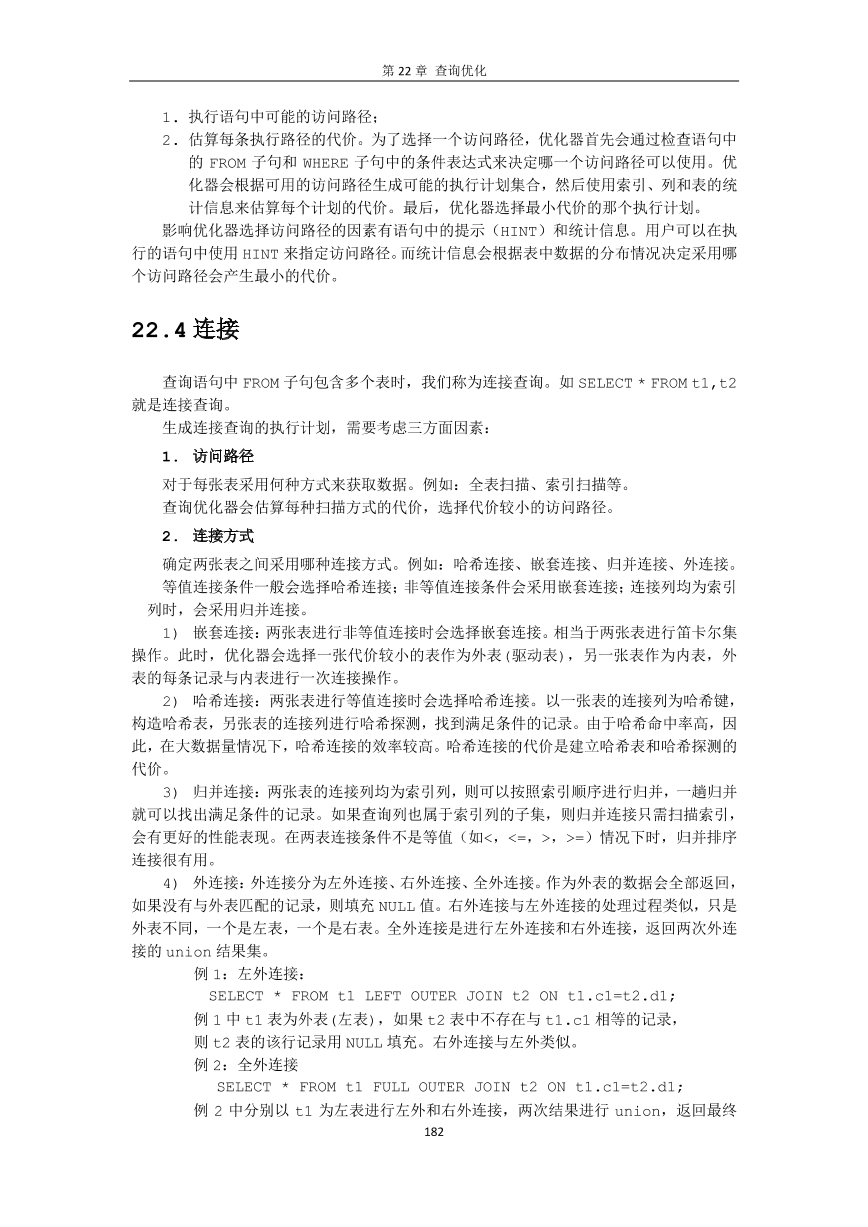 第 22 章 查询优化
1. 执行语句中可能的访问路径；
2. 估算每条执行路径的代价。为了选择一个访问路径，优化器首先会通过检查语句中
的 FROM 子句和 WHERE 子句中的条件表达式来决定哪一个访问路径可以使用。优
化器会根据可用的访问路径生成可能的执行计划集合，然后使用索引、列和表的统
计信息来估算每个计划的代价。最后，优化器选择最小代价的那个执行计划。
影响优化器选择访问路径的因素有语句中的提示（HINT）和统计信息。用户可以在执
行的语句中使用 HINT 来指定访问路径。而统计信息会根据表中数据的分布情况决定采用哪
个访问路径会产生最小的代价。
22.4 连接
查询语句中 FROM 子句包含多个表时，我们称为连接查询。如 SELECT * FROM t1,t2
就是连接查询。
生成连接查询的执行计划，需要考虑三方面因素：
1. 访问路径
对于每张表采用何种方式来获取数据。例如：全表扫描、索引扫描等。
查询优化器会估算每种扫描方式的代价，选择代价较小的访问路径。
2. 连接方式
确定两张表之间采用哪种连接方式。例如：哈希连接、嵌套连接、归并连接、外连接。
等值连接条件一般会选择哈希连接；非等值连接条件会采用嵌套连接；连接列均为索引
列时，会采用归并连接。
1) 嵌套连接：两张表进行非等值连接时会选择嵌套连接。相当于两张表进行笛卡尔集
操作。此时，优化器会选择一张代价较小的表作为外表(驱动表)，另一张表作为内表，外
表的每条记录与内表进行一次连接操作。
2) 哈希连接：两张表进行等值连接时会选择哈希连接。以一张表的连接列为哈希键，
构造哈希表，另张表的连接列进行哈希探测，找到满足条件的记录。由于哈希命中率高，因
此，在大数据量情况下，哈希连接的效率较高。哈希连接的代价是建立哈希表和哈希探测的
代价。
3) 归并连接：两张表的连接列均为索引列，则可以按照索引顺序进行归并，一趟归并
就可以找出满足条件的记录。如果查询列也属于索引列的子集，则归并连接只需扫描索引，
会有更好的性能表现。在两表连接条件不是等值（如<，<=，>，>=）情况下时，归并排序
连接很有用。
4) 外连接：外连接分为左外连接、右外连接、全外连接。作为外表的数据会全部返回，
如果没有与外表匹配的记录，则填充 NULL 值。右外连接与左外连接的处理过程类似，只是
外表不同，一个是左表，一个是右表。全外连接是进行左外连接和右外连接，返回两次外连
接的 union 结果集。
例 1：左外连接：
SELECT * FROM t1 LEFT OUTER JOIN t2 ON t1.c1=t2.d1;
例 1 中 t1 表为外表(左表)，如果 t2 表中不存在与 t1.c1 相等的记录，
则 t2 表的该行记录用 NULL 填充。右外连接与左外类似。
例 2：全外连接
SELECT * FROM t1 FULL OUTER JOIN t2 ON t1.c1=t2.d1;
例 2 中分别以 t1 为左表进行左外和右外连接，两次结果进行 union，返回最终
182